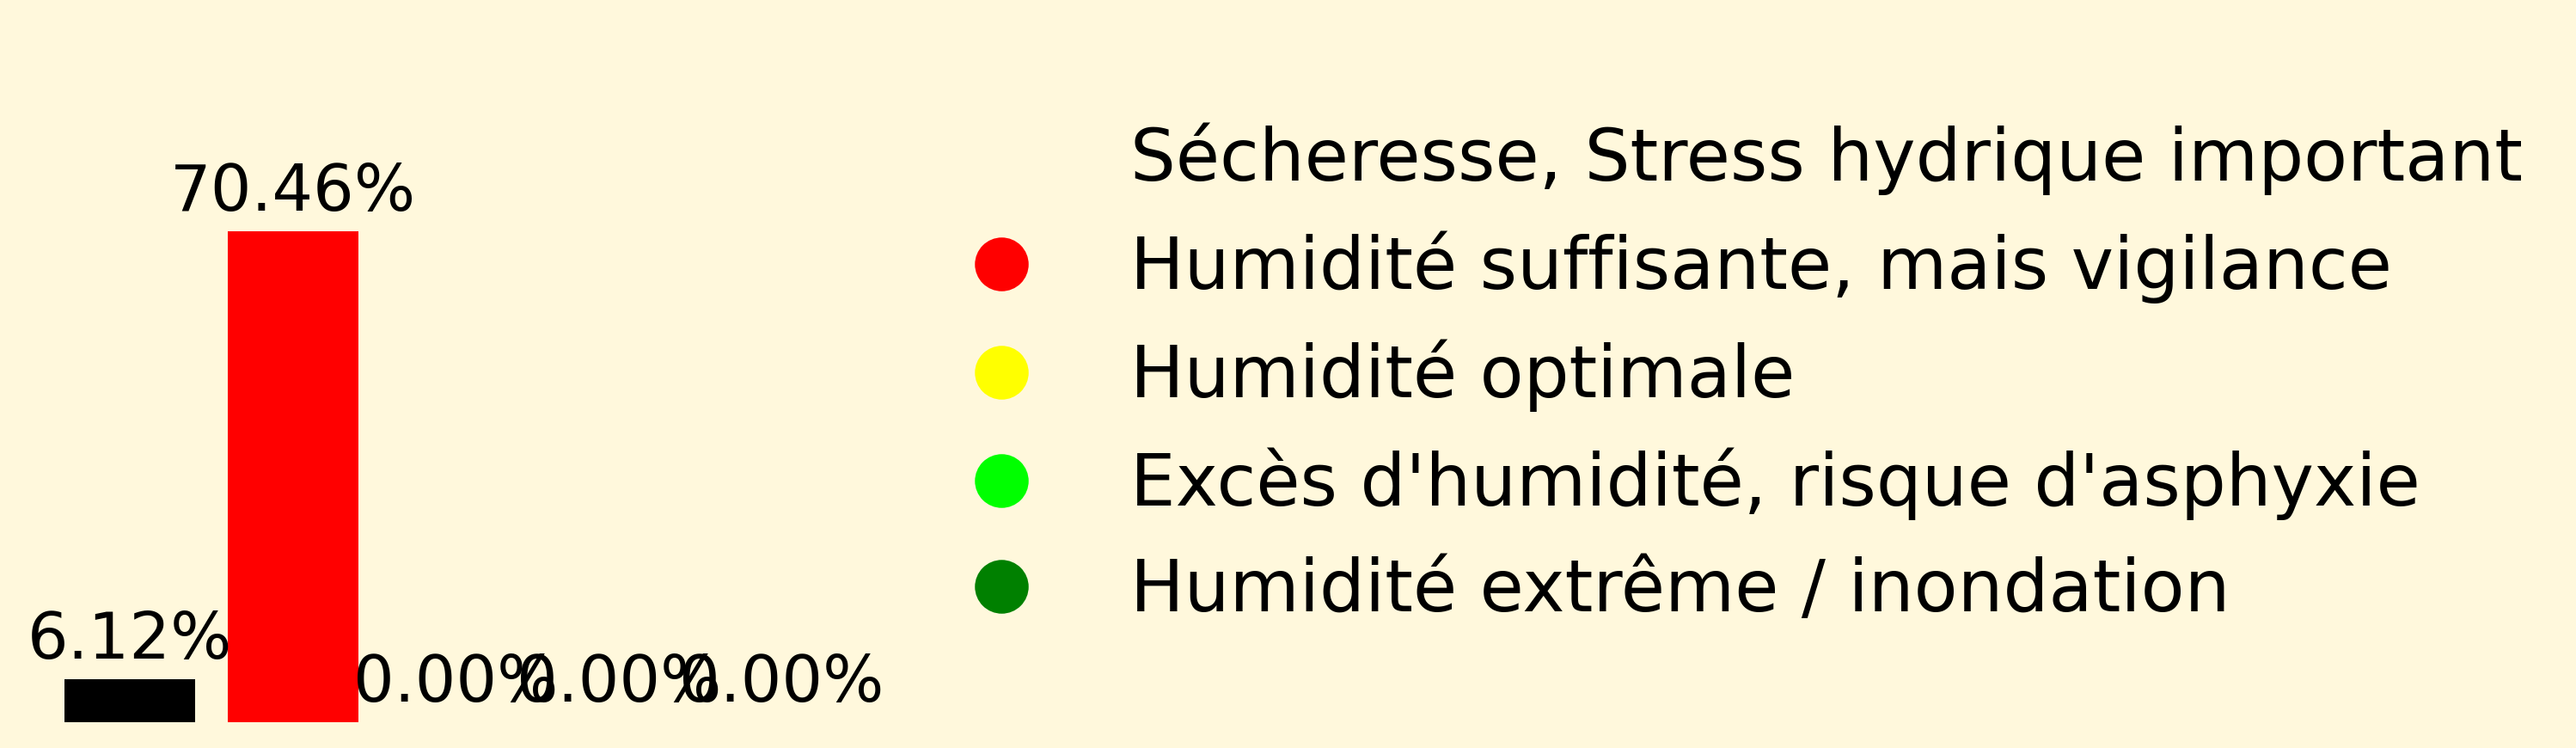 Sécheresse, Stress hydrique important
70.46%
Humidité suffisante, mais vigilance
Humidité optimale
Excès d'humidité, risque d'asphyxie
Humidité extrême / inondation
6.12%
0.00%
0.00%
0.00%